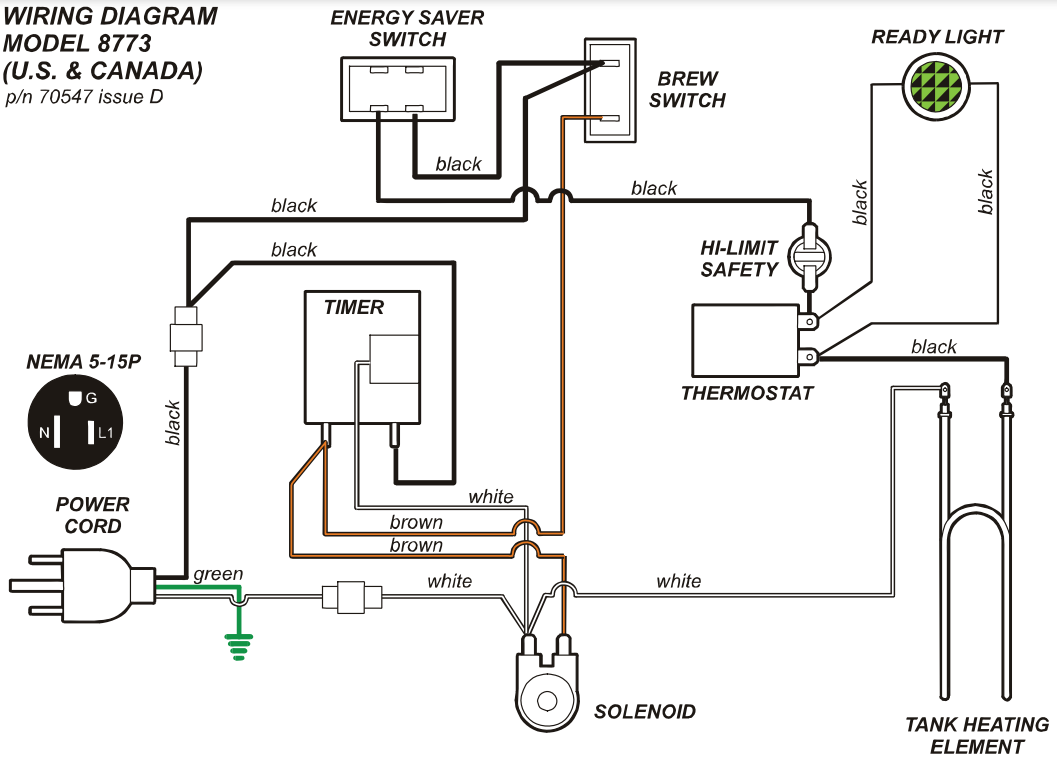 WIRING DIAGRAM
MODEL 8773
(U.S. & CANADA)
p/n 70547 issue D
ENERGY SAVER
SWITCH
BREW
SWITCH
READY LIGHT
black
black
black
black
black
black
HI-LIMIT
SAFETY
TIMER
THERMOSTAT
black
NEMA 5-15P
G
N
L1
black
POWER
CORD
white
brown
brown
green
white
white
SOLENOID
TANK HEATING
ELEMENT